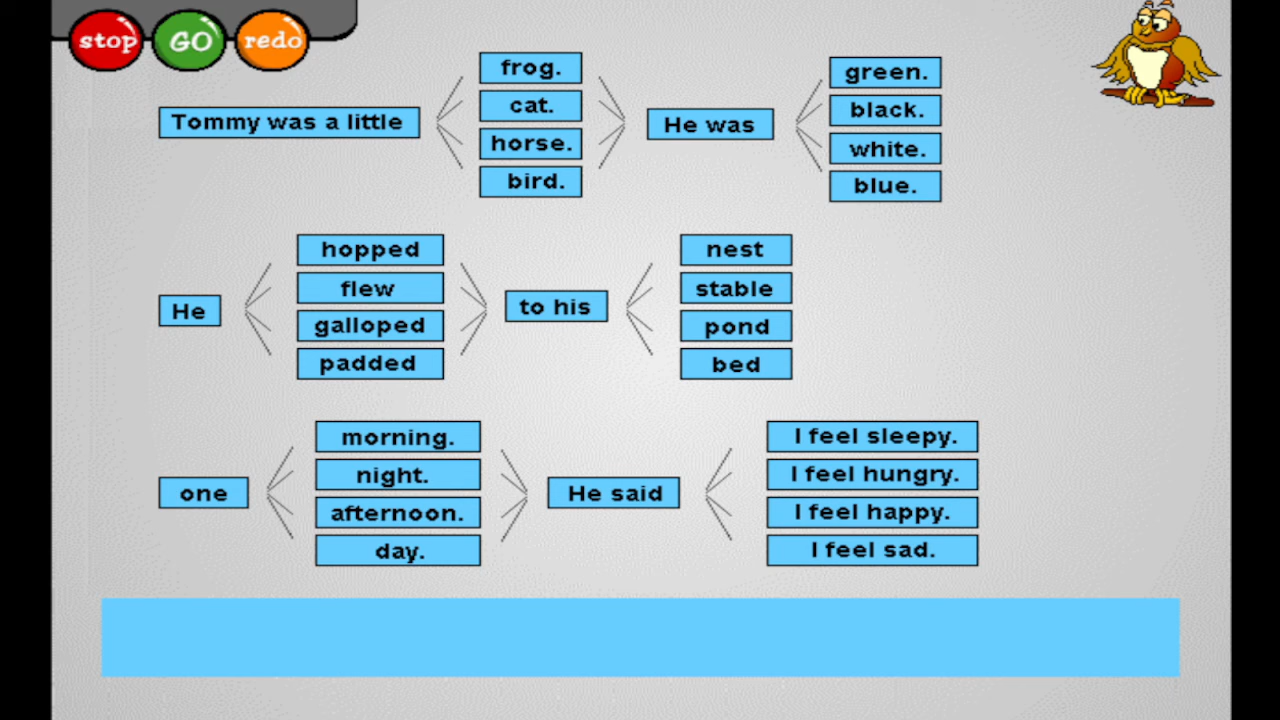 stop GO redo
frog.
green.
cat.
black.
Tommy was a little
He was
horse.
white.
bird.
blue.
hopped
nest
flew
stable
He
to his
galloped
pond
padded
bed
morning.
I feel sleepy.
night.
I feel hungry.
one
He said
afternoon.
I feel happy.
day.
I feel sad.